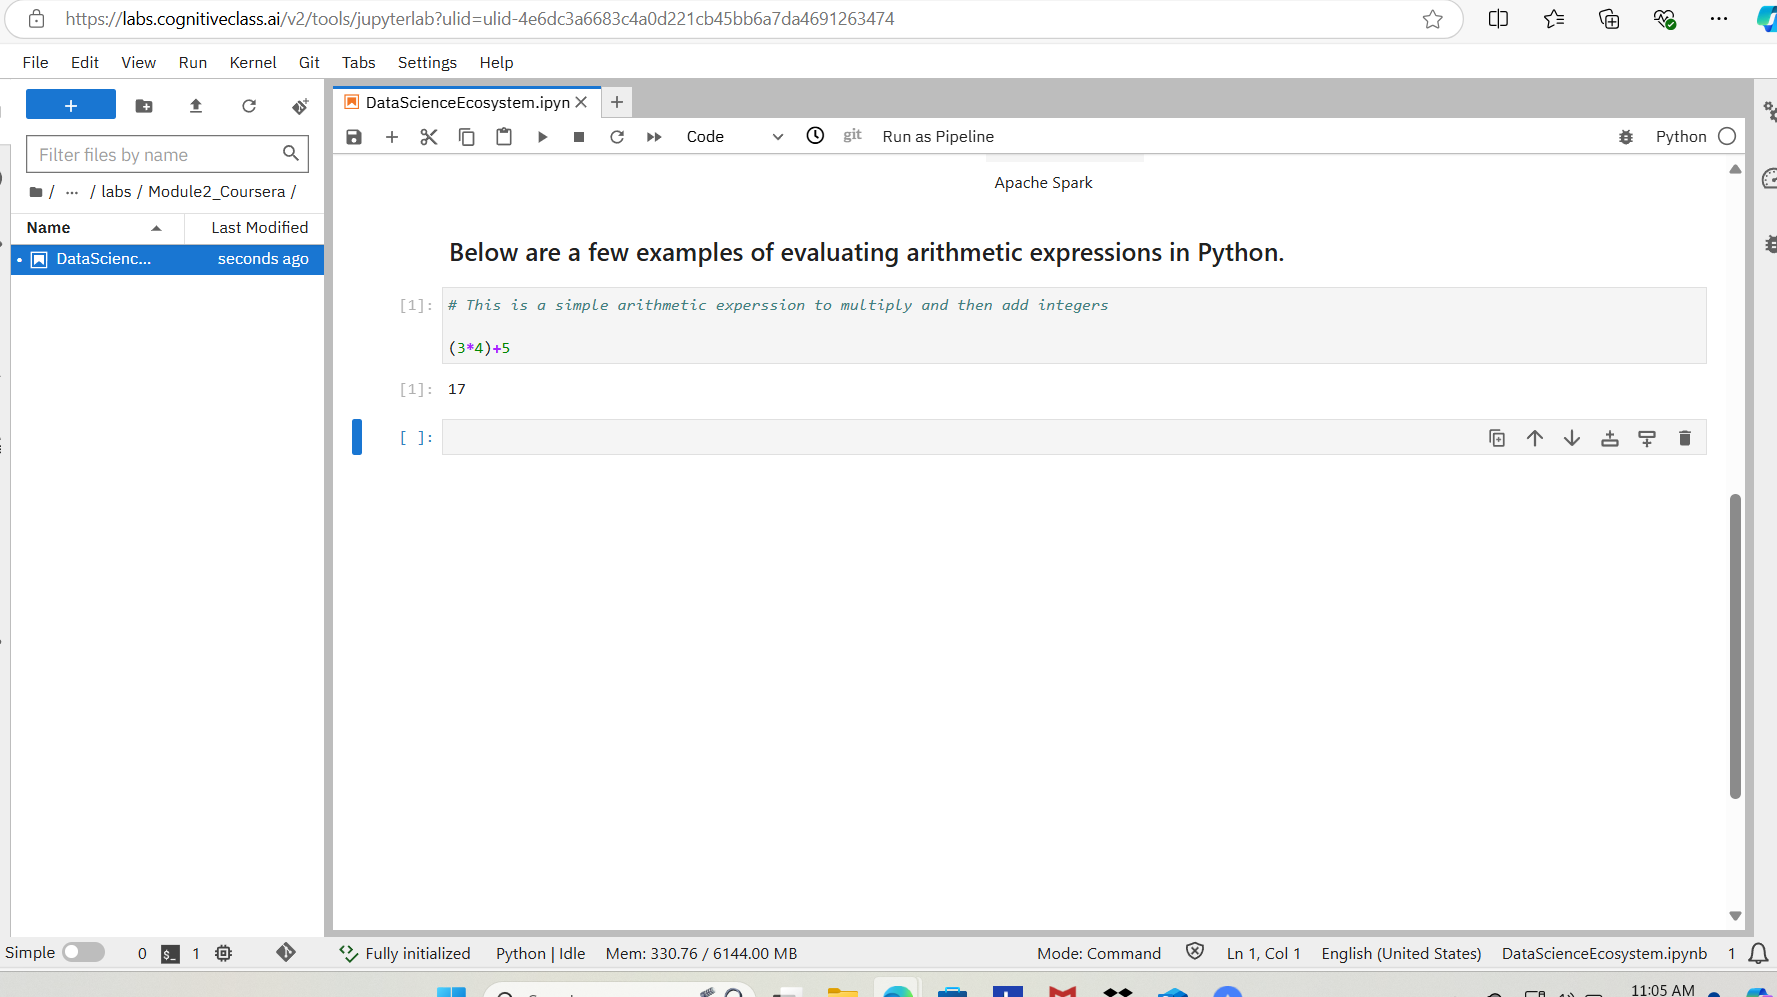 https://labs.cognitiveclass.ai/v2/tools/jupyterlab?ulid=ulid-4e6dc3a6683c4a0d221cb45bb6a7da4691263474
File Edit View Run Kernel Git Tabs Settings Help
DataScienceEcosystem.ipyn
Code git Run as Pipeline Python
Filter files by name
/ ... / labs / Module2_Coursera /
Name Last Modified
DataScienc... seconds ago
Apache Spark
Below are a few examples of evaluating arithmetic expressions in Python.
[1]: # This is a simple arithmetic experssion to multiply and then add integers
(3*4)+5
[1]: 17
[ ]:
Simple 0 $_ 1 Fully initialized Python | Idle Mem: 330.76 / 6144.00 MB Mode: Command Ln 1, Col 1 English (United States) DataScienceEcosystem.ipynb 1
11:05 AM